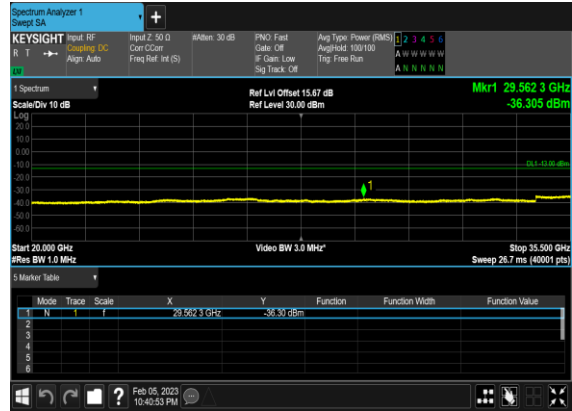 Spectrum Analyzer 1
Swept SA
+
KEYSIGHT Input: RF Input Z: 50 Ω #Atten: 30 dB PNO: Fast Avg Type: Power (RMS) 1 2 3 4 5 6
R T Coupling: DC Corr CCorr Gate: Off Avg|Hold: 100/100 A W W W W W
Align: Auto Freq Ref: Int (S) IF Gain: Low Trig: Free Run
Sig Track: Off A N N N N N
1 Spectrum Ref Lvl Offset 15.67 dB Mkr1 29.562 3 GHz
Scale/Div 10 dB Ref Level 30.00 dBm -36.305 dBm
Log
20.0
10.0
0.00
-10.0 DL1 -13.00 dBm
-20.0
-30.0 1
-40.0
-50.0
-60.0
Start 20.000 GHz Video BW 3.0 MHz* Stop 35.500 GHz
#Res BW 1.0 MHz Sweep 26.7 ms (40001 pts)
5 Marker Table
Mode Trace Scale X Y Function Function Width Function Value
1 N 1 f 29.562 3 GHz -36.30 dBm
2
3
4
5
6
? Feb 05, 2023
10:40:53 PM